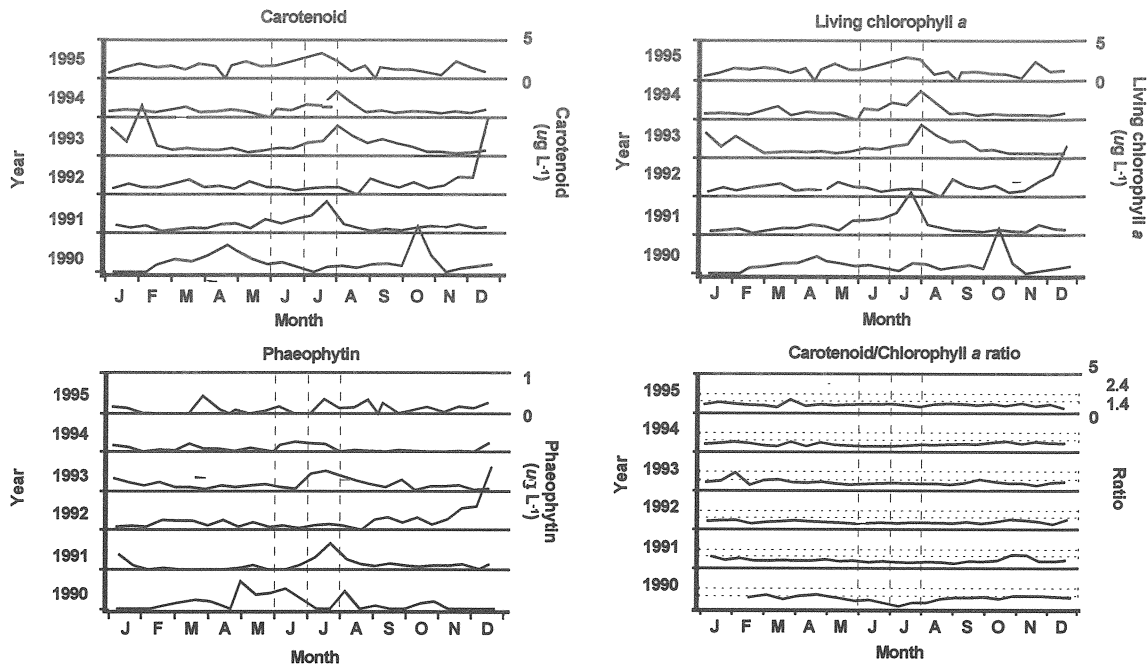 Carotenoid
1995
1994
1993
1992
1991
1990
Year
5
0
Carotenoid
(ug L-1)
J F M A M J J A S O N D
Month
Living chlorophyll a
1995
1994
1993
1992
1991
1990
Year
5
0
Living chlorophyll a
(ug L-1)
J F M A M J J A S O N D
Month
Phaeophytin
1995
1994
1993
1992
1991
1990
Year
1
0
Phaeophytin
(ug L-1)
J F M A M J J A S O N D
Month
Carotenoid/Chlorophyll a ratio
1995
1994
1993
1992
1991
1990
Year
5
2.4
1.4
0
Ratio
J F M A M J J A S O N D
Month